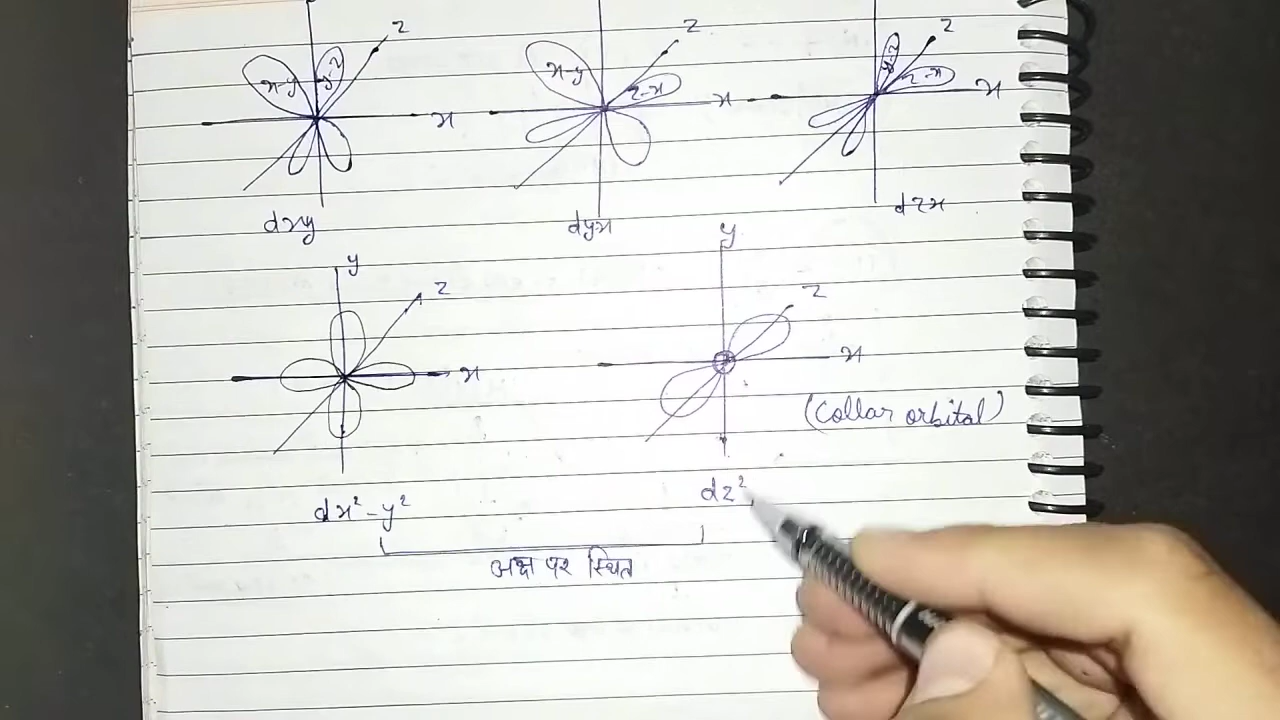 z z z
x-y y-z x-y z-x y-z z-x
x x x
dxy dyx dzx
y y
z z
x x
(Collar orbital)
dx²-y² dz²
अक्ष पर स्थित